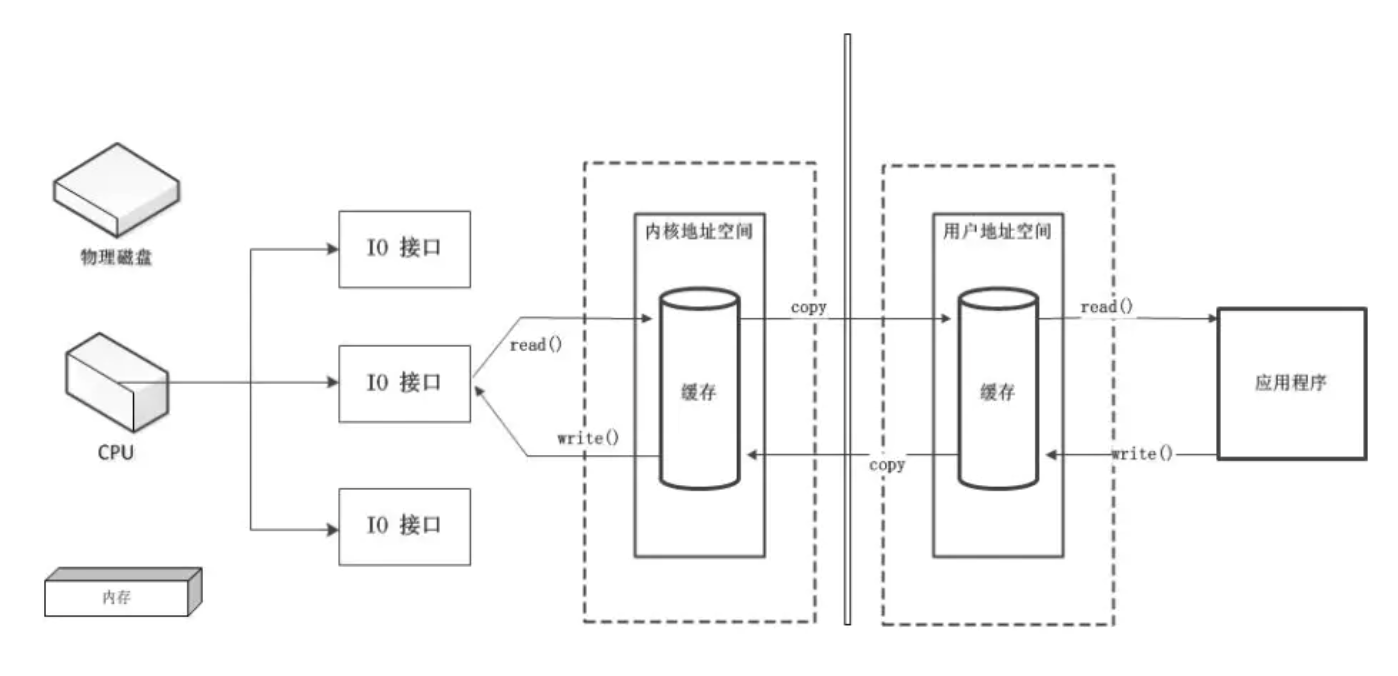 物理磁盘
CPU
内存
IO 接口
IO 接口
IO 接口
read()
write()
内核地址空间
缓存
copy
copy
用户地址空间
缓存
read()
write()
应用程序